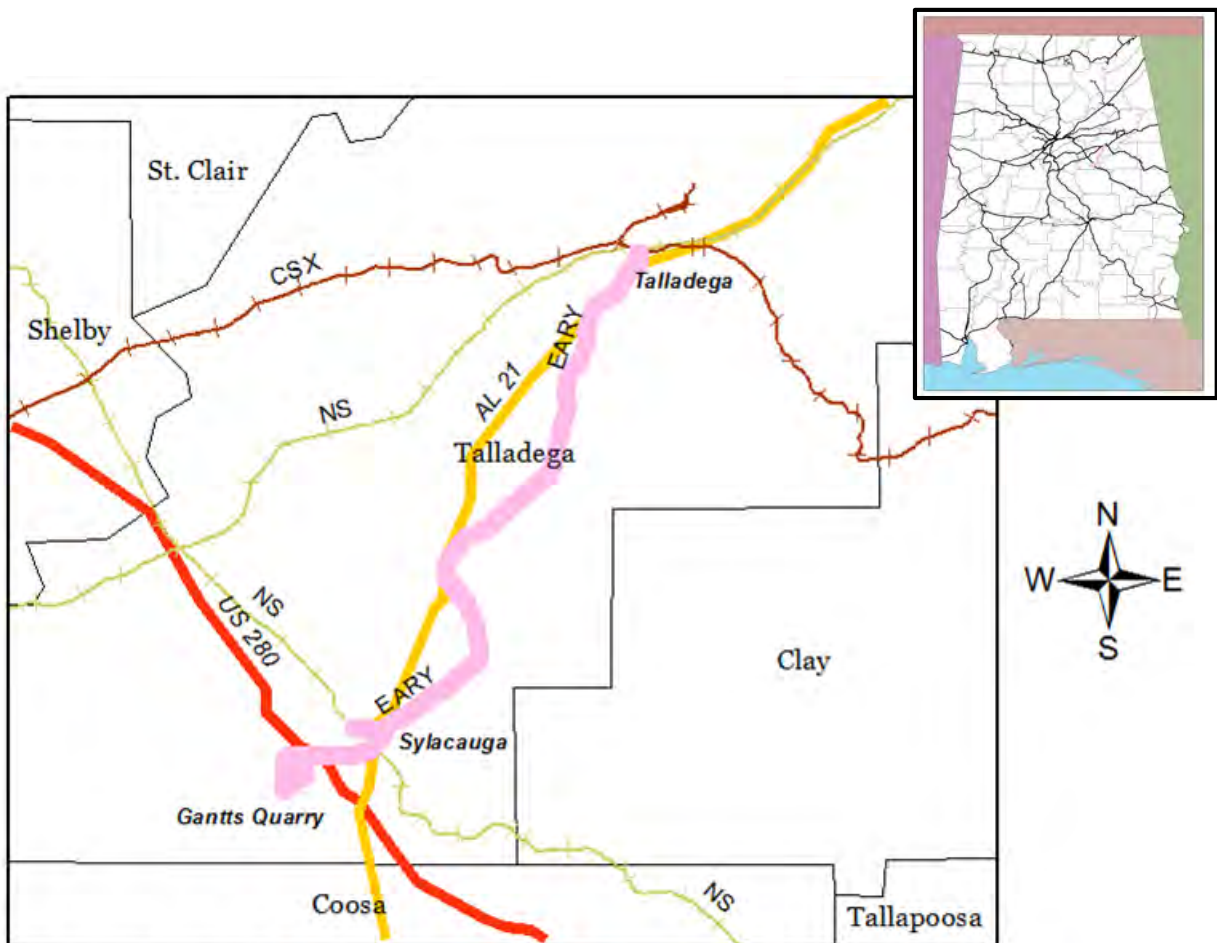 St. Clair
CSX
Shelby
Talladega
EARY
AL 21
NS
Talladega
N
W
E
S
NS
US 280
Clay
EARY
Sylacauga
Gantts Quarry
NS
Coosa
Tallapoosa